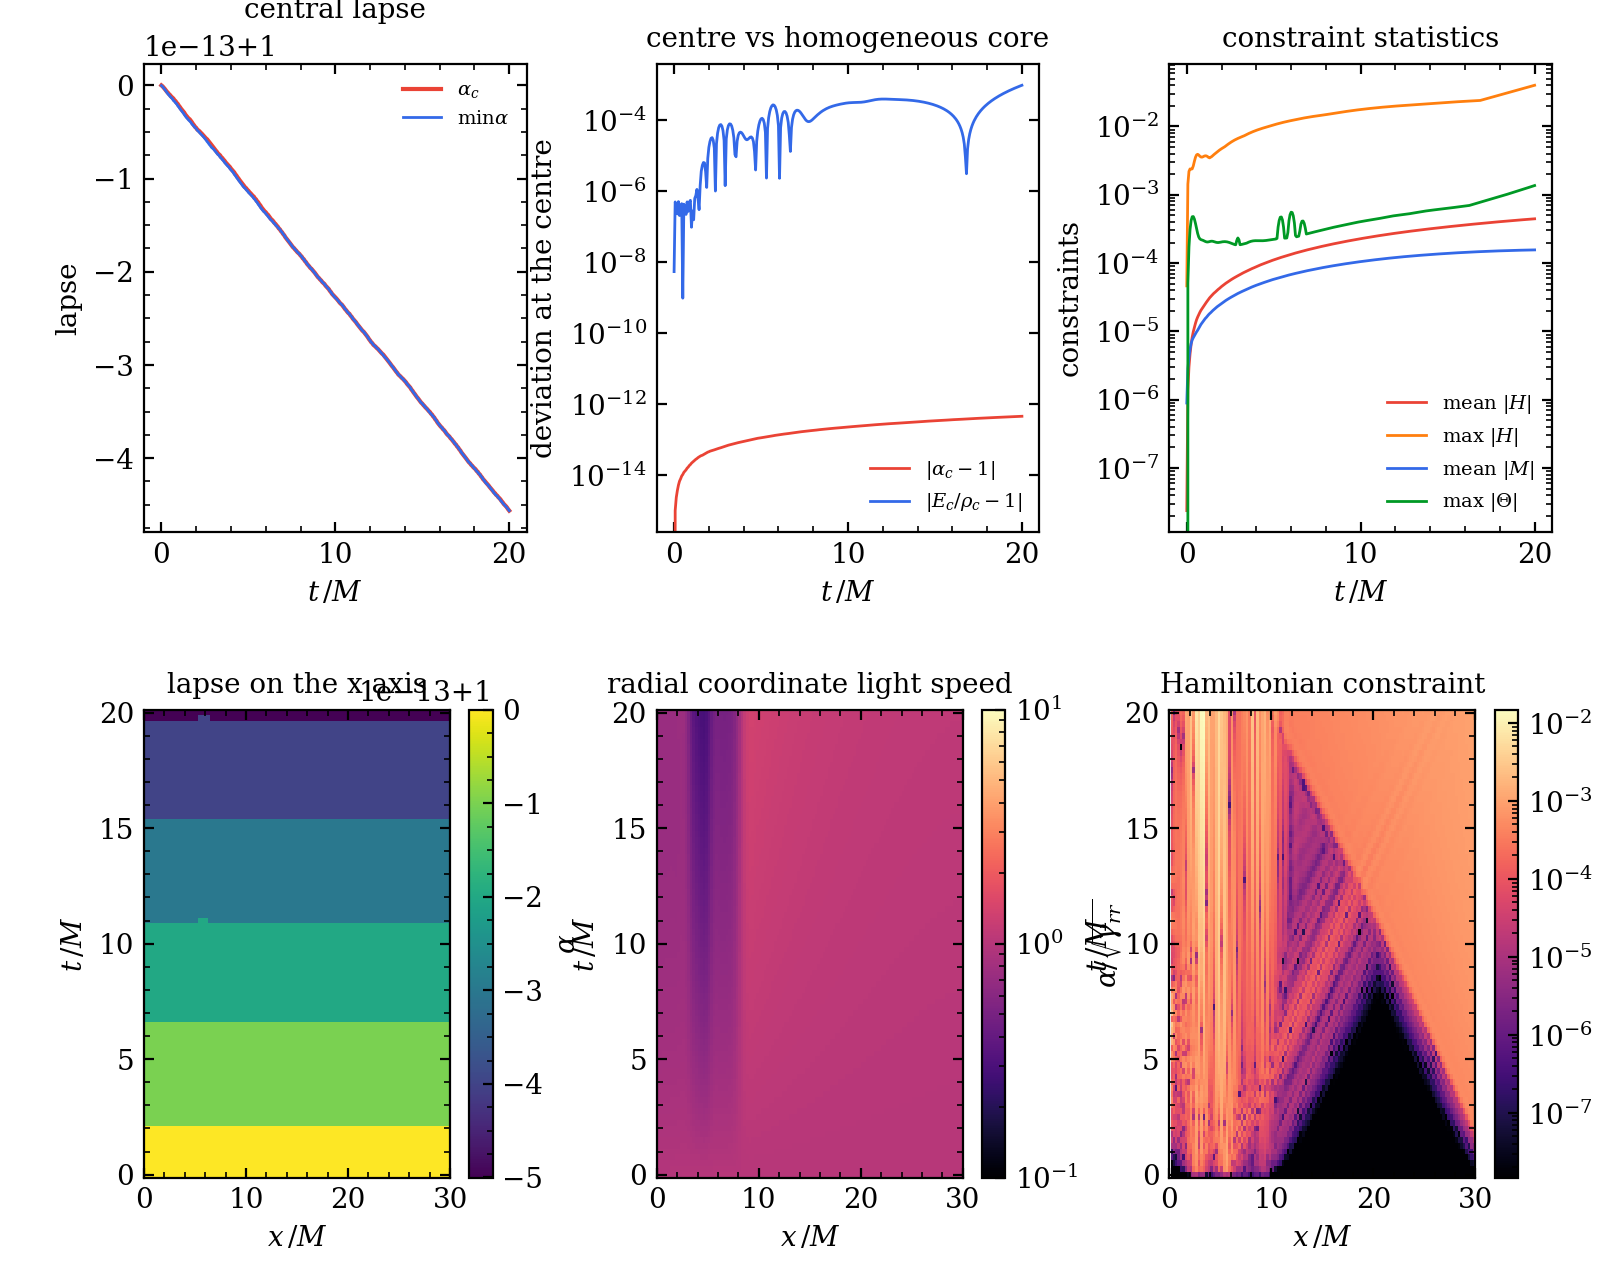 central lapse
1e−13+1
0
−1
−2
−3
−4
lapse
α_c
minα
0
10
20
t/M
centre vs homogeneous core
10^−4
10^−6
10^−8
10^−10
10^−12
10^−14
deviation at the centre
|α_c − 1|
|E_c/ρ_c − 1|
0
10
20
t/M
constraint statistics
10^−2
10^−3
10^−4
10^−5
10^−6
10^−7
constraints
mean |H|
max |H|
mean |M|
max |Θ|
0
10
20
t/M
lapse on the x axis
1e−13+1
20
15
10
5
0
t/M
0
10
20
30
x/M
0
−1
−2
−3
−4
−5
α
radial coordinate light speed
20
15
10
5
0
t/M
0
10
20
30
x/M
10^1
10^0
10^−1
α/√γ_rr
Hamiltonian constraint
20
15
10
5
0
t/M
0
10
20
30
x/M
10^−2
10^−3
10^−4
10^−5
10^−6
10^−7